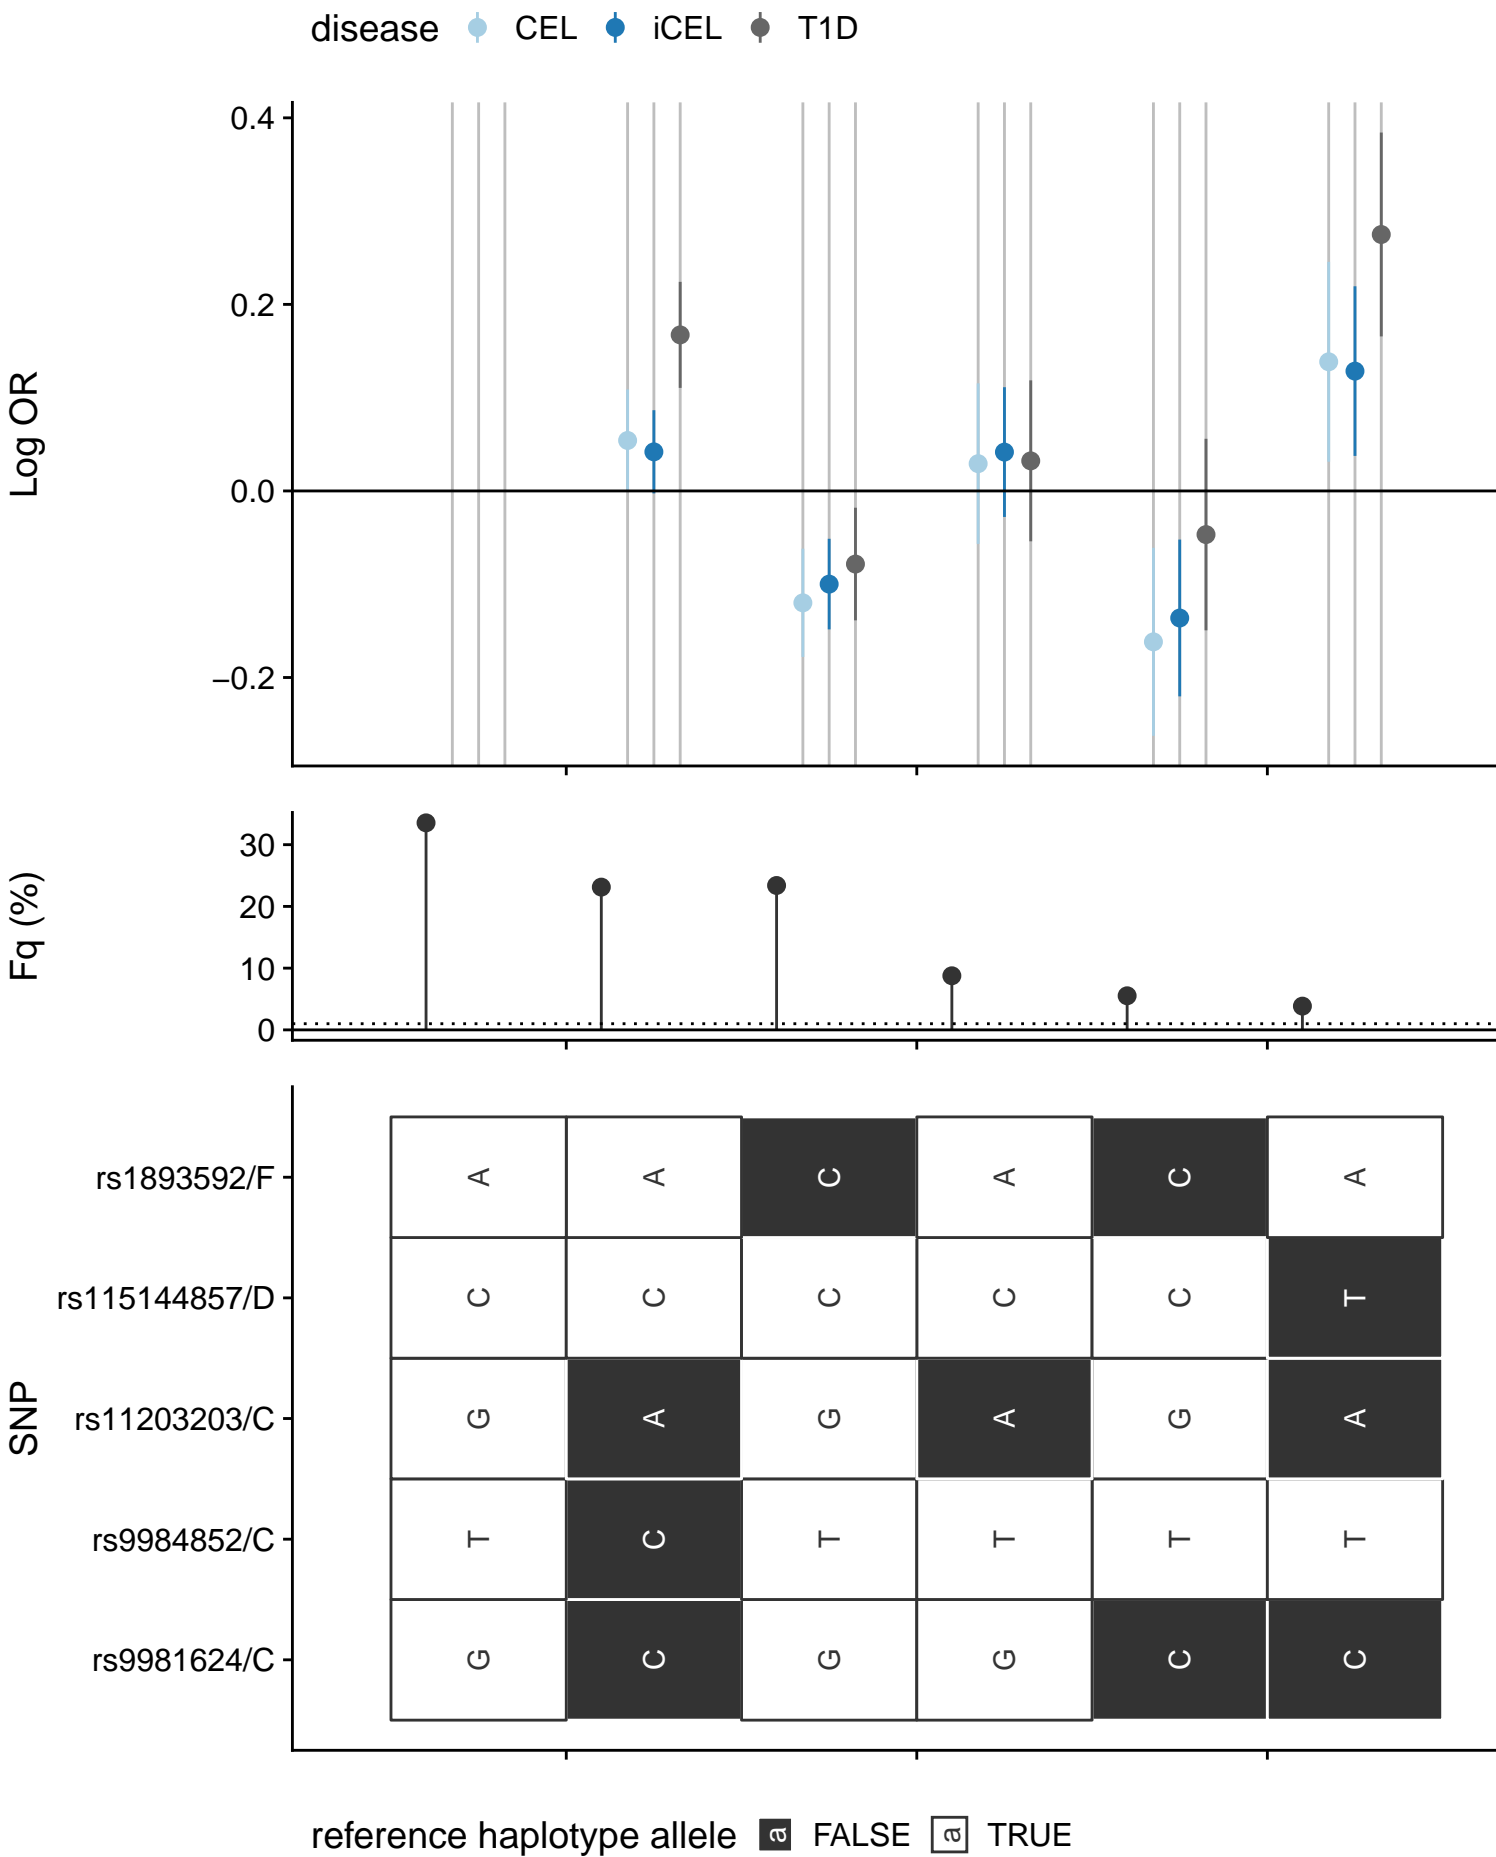 disease CEL iCEL T1D
0.4
0.2
0.0
−0.2
Log OR
30
20
10
0
Fq (%)
rs1893592/F A A C A C A
rs115144857/D C C C C C T
rs11203203/C G A G A G A
rs9984852/C T C T T T T
rs9981624/C G C G G C C
SNP
reference haplotype allele a FALSE a TRUE